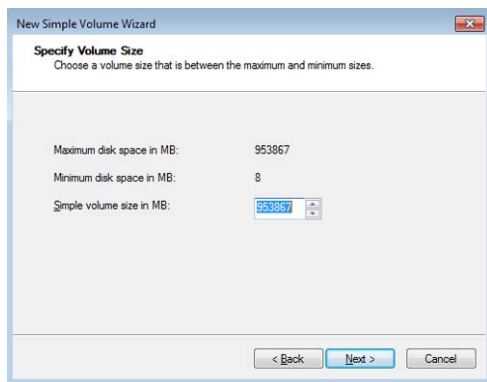 New Simple Volume Wizard
Specify Volume Size
Choose a volume size that is between the maximum and minimum sizes.
Maximum disk space in MB: 953867
Minimum disk space in MB: 8
Simple volume size in MB: 953867
< Back Next > Cancel